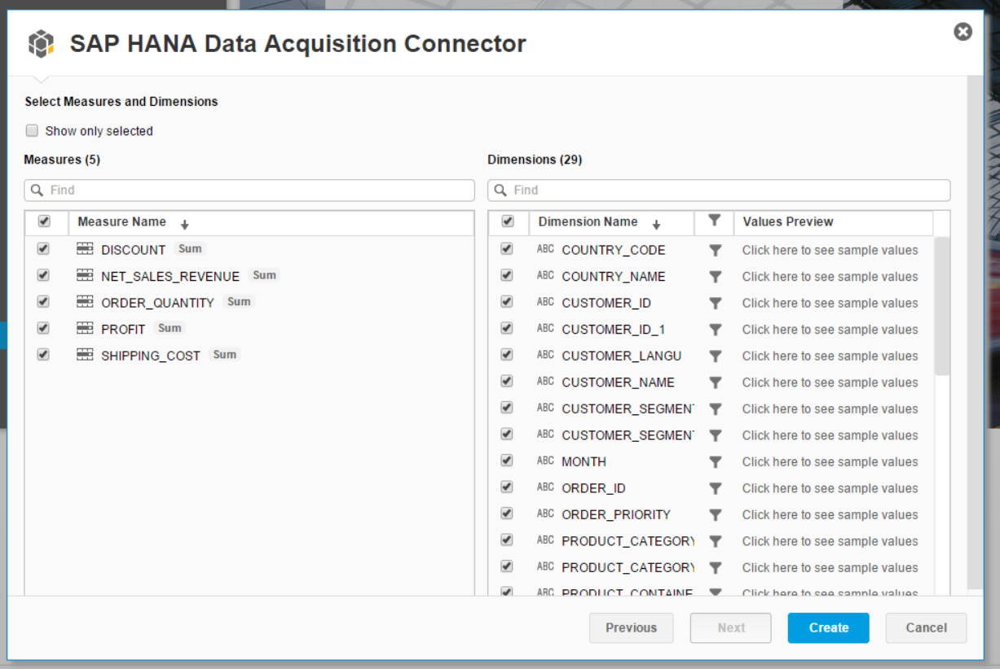 SAP HANA Data Acquisition Connector
Select Measures and Dimensions
Show only selected
Measures (5)
Find
Measure Name
DISCOUNT Sum
NET_SALES_REVENUE Sum
ORDER_QUANTITY Sum
PROFIT Sum
SHIPPING_COST Sum
Dimensions (29)
Find
Dimension Name Values Preview
ABC COUNTRY_CODE Click here to see sample values
ABC COUNTRY_NAME Click here to see sample values
ABC CUSTOMER_ID Click here to see sample values
ABC CUSTOMER_ID_1 Click here to see sample values
ABC CUSTOMER_LANGU Click here to see sample values
ABC CUSTOMER_NAME Click here to see sample values
ABC CUSTOMER_SEGMENT Click here to see sample values
ABC CUSTOMER_SEGMENT Click here to see sample values
ABC MONTH Click here to see sample values
ABC ORDER_ID Click here to see sample values
ABC ORDER_PRIORITY Click here to see sample values
ABC PRODUCT_CATEGORY Click here to see sample values
ABC PRODUCT_CATEGORY Click here to see sample values
ABC PRODUCT_CONTAINE Click here to see sample values
Previous Next Create Cancel